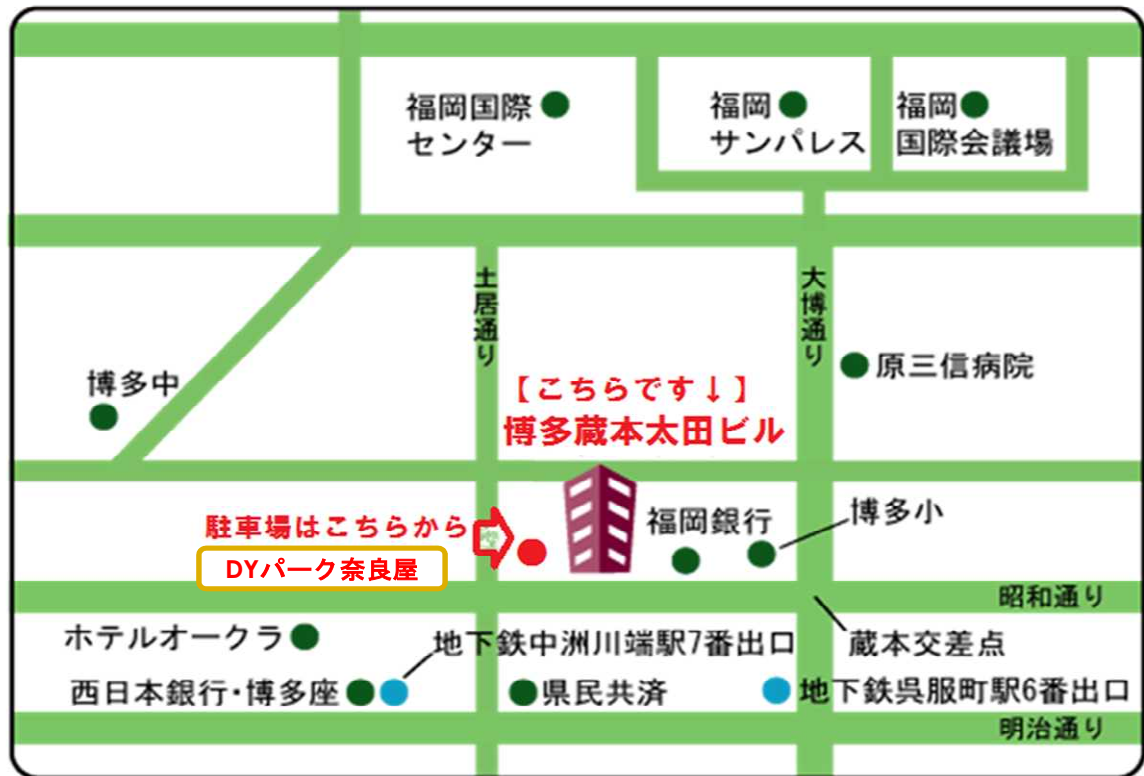 福岡国際
センター
福岡
サンパレス
福岡
国際会議場
土居通り
大博通り
原三信病院
博多中
【こちらです↓】
博多蔵本太田ビル
駐車場はこちらから
DYパーク奈良屋
福岡銀行
博多小
昭和通り
ホテルオークラ
地下鉄中洲川端駅7番出口
蔵本交差点
西日本銀行・博多座
県民共済
地下鉄呉服町駅6番出口
明治通り